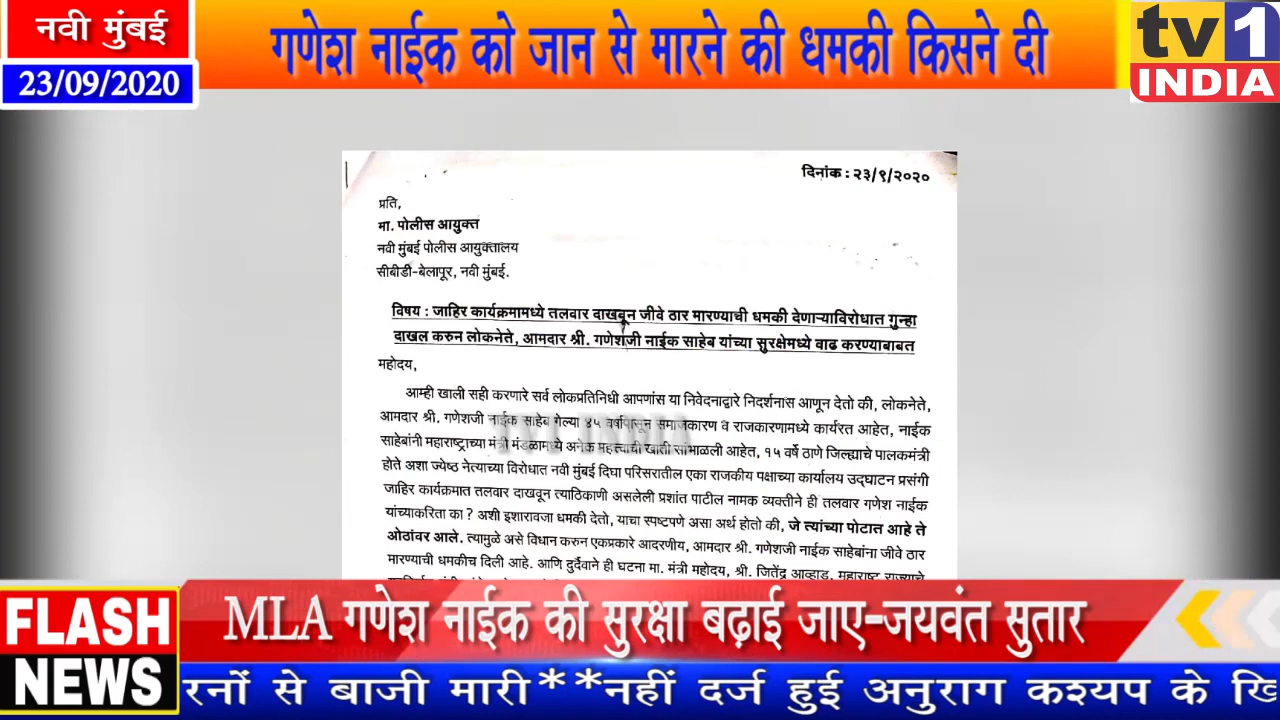 नवी मुंबई
23/09/2020
गणेश नाईक को जान से मारने की धमकी किसने दी
tv1
INDIA
दिनांक : २३/९/२०२०
प्रति,
मा. पोलीस आयुक्त
नवी मुंबई पोलीस आयुक्तालय
सीबीडी-बेलापूर, नवी मुंबई.
विषय : जाहिर कार्यक्रमामध्ये तलवार दाखवून जीवे ठार मारण्याची धमकी देणाऱ्याविरोधात गुन्हा
दाखल करुन लोकनेते, आमदार श्री. गणेशजी नाईक साहेब यांच्या सुरक्षेमध्ये वाढ करण्याबाबत
महोदय,
आम्ही खाली सही करणारे सर्व लोकप्रतिनिधी आपणांस या निवेदनाद्वारे निदर्शनास आणून देतो की, लोकनेते,
आमदार श्री. गणेशजी नाईक साहेब गेल्या ४५ वर्षापासून समाजकारण व राजकारणामध्ये कार्यरत आहेत, नाईक
साहेबांनी महाराष्ट्राच्या मंत्री मंडळामध्ये अनेक महत्त्वाची खाती सांभाळली आहेत, १५ वर्षे ठाणे जिल्ह्याचे पालकमंत्री
होते अशा ज्येष्ठ नेत्याच्या विरोधात नवी मुंबई दिघा परिसरातील एका राजकीय पक्षाच्या कार्यालय उद्घाटन प्रसंगी
जाहिर कार्यक्रमात तलवार दाखवून त्याठिकाणी असलेली प्रशांत पाटील नामक व्यक्तीने ही तलवार गणेश नाईक
यांच्याकरिता का? अशी इशारावजा धमकी देतो, याचा स्पष्टपणे असा अर्थ होतो की, जे त्यांच्या पोटात आहे ते
ओठांवर आले. त्यामुळे असे विधान करुन एकप्रकारे आदरणीय, आमदार श्री. गणेशजी नाईक साहेबांना जीवे ठार
मारण्याची धमकीच दिली आहे. आणि दुर्दैवाने ही घटना मा. मंत्री महोदय, श्री. जितेंद्र आव्हाड, महाराष्ट्र राज्याचे
TV1 INDIA
FLASH
NEWS
MLA गणेश नाईक की सुरक्षा बढ़ाई जाए-जयवंत सुतार
रनों से बाजी मारी**नहीं दर्ज हुई अनुराग कश्यप के खि